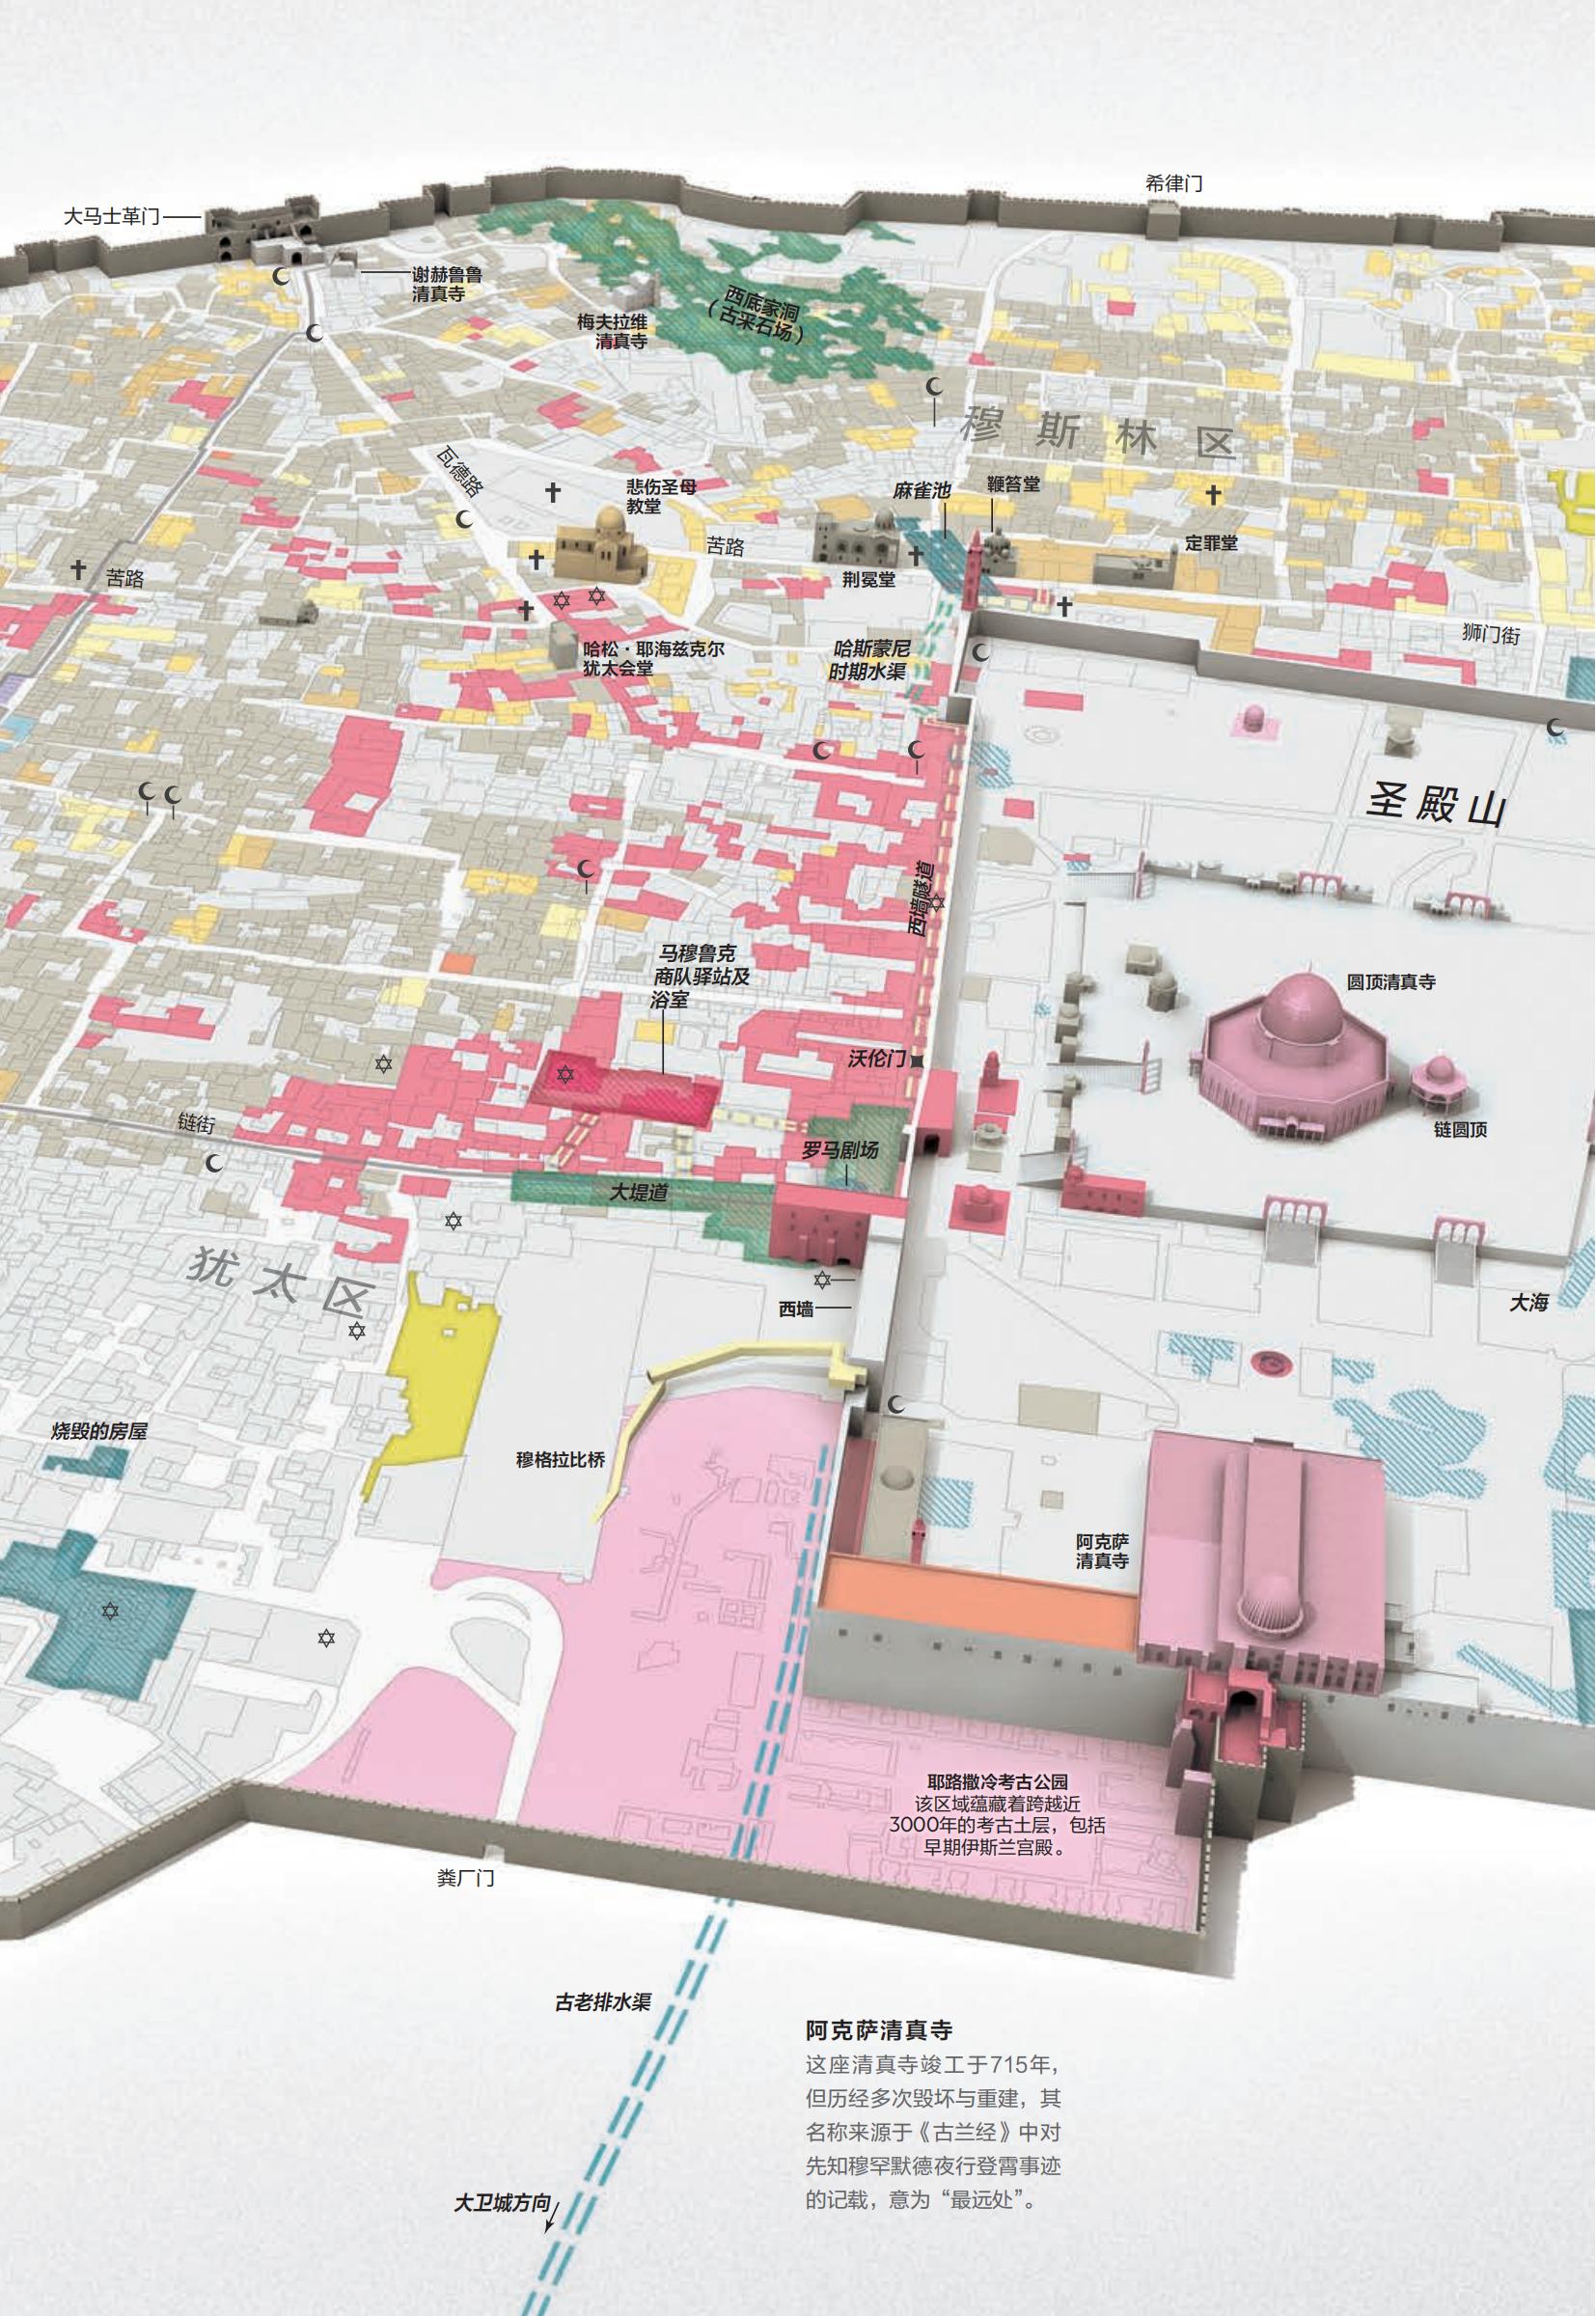 希律门
大马士革门
谢赫鲁鲁
清真寺
西底家洞
（古采石场）
梅夫拉维
清真寺
穆斯林区
瓦德路
悲伤圣母
教堂
麻雀池
鞭笞堂
苦路
定罪堂
苦路
荆冕堂
狮门街
哈松·耶海兹克尔
犹太会堂
哈斯蒙尼
时期水渠
圣殿山
西墙隧道
马穆鲁克
商队驿站及
浴室
圆顶清真寺
沃伦门
链街
链圆顶
罗马剧场
大堤道
犹太区
西墙
大海
烧毁的房屋
穆格拉比桥
阿克萨
清真寺
耶路撒冷考古公园
该区域蕴藏着跨越近
3000年的考古土层，包括
早期伊斯兰宫殿。
粪厂门
古老排水渠
阿克萨清真寺
这座清真寺竣工于715年，
但历经多次毁坏与重建，其
名称来源于《古兰经》中对
先知穆罕默德夜行登霄事迹
的记载，意为“最远处”。
大卫城方向